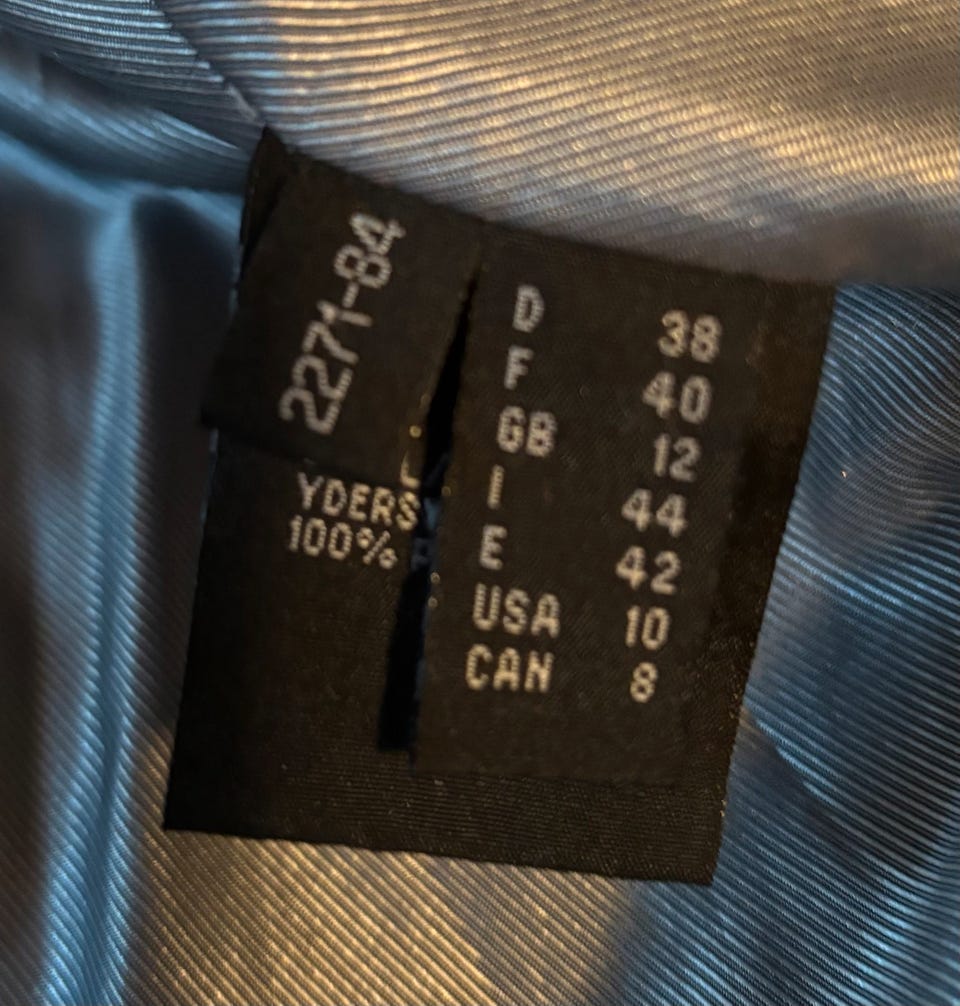 2271-84
YDERS
100%
D 38
F 40
GB 12
I 44
E 42
USA 10
CAN 8